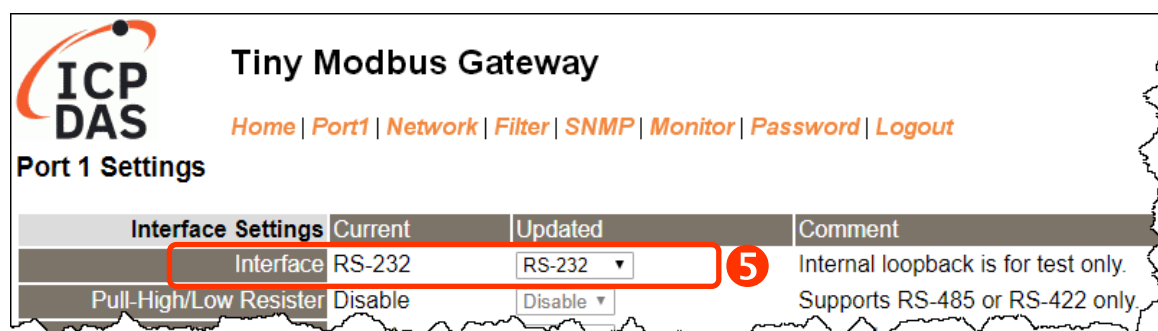 ICP
DAS
Tiny Modbus Gateway
Home | Port1 | Network | Filter | SNMP | Monitor | Password | Logout
Port 1 Settings
Interface Settings Current Updated Comment
Interface RS-232 RS-232 5 Internal loopback is for test only.
Pull-High/Low Resister Disable Disable Supports RS-485 or RS-422 only.